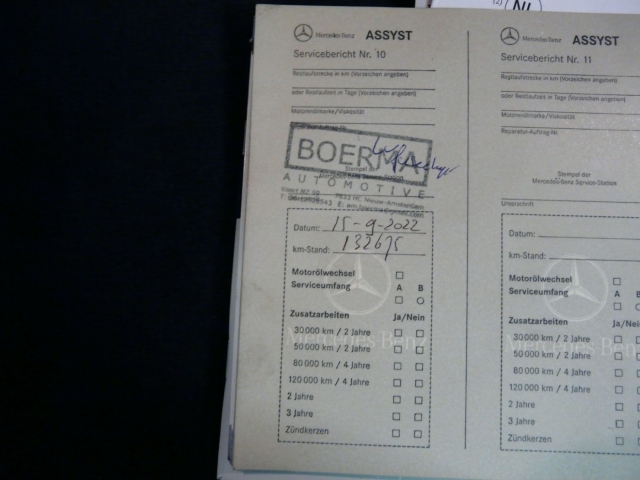 NL
Mercedes-Benz ASSYST
Servicebericht Nr. 10
Restlaufstrecke in km (Vorzeichen angeben)
oder Restlaufzeit in Tage (Vorzeichen angeben)
Motorenölmarke/Viskosität
BOERMA
AUTOMOTIVE
Datum: 15-9-2022
km-Stand: 132675
Motorölwechsel
Serviceumfang A B
Zusatzarbeiten Ja/Nein
30 000 km / 2 Jahre
50 000 km / 2 Jahre
80 000 km / 4 Jahre
120 000 km / 4 Jahre
2 Jahre
3 Jahre
Zündkerzen
Mercedes Benz
Mercedes-Benz ASSYST
Servicebericht Nr. 11
Restlaufstrecke in km (Vorzeichen angeben)
oder Restlaufzeit in Tage (Vorzeichen angeben)
Motorenölmarke/Viskosität
Reparatur-Auftrag-Nr.
Stempel der
Mercedes-Benz Service-Station
Unterschrift
Datum:
km-Stand:
Motorölwechsel
Serviceumfang A B
Zusatzarbeiten Ja/N
30 000 km / 2 Jahre
50 000 km / 2 Jahre
80 000 km / 4 Jahre
120 000 km / 4 Jahre
2 Jahre
3 Jahre
Zündkerzen